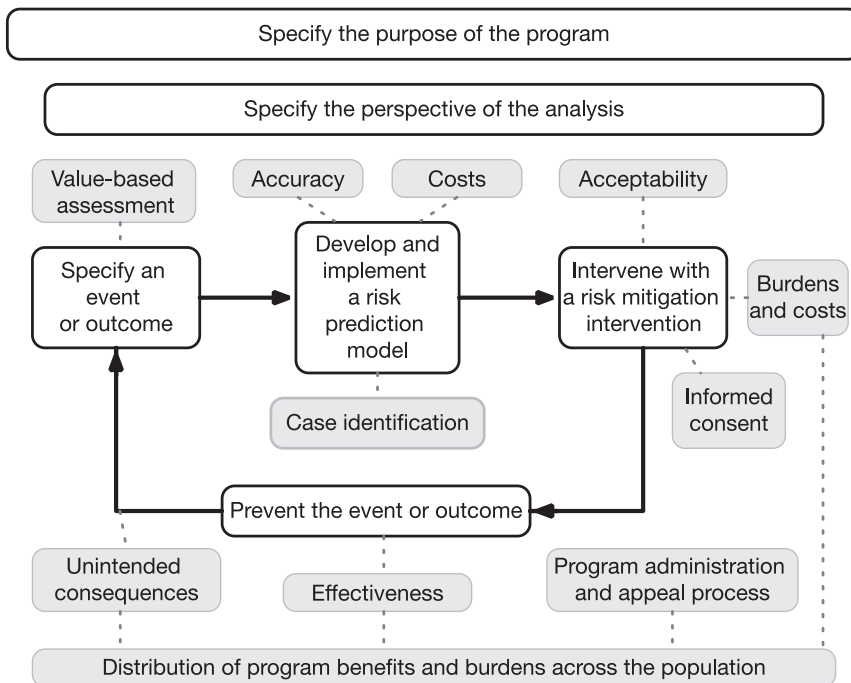 Specify the purpose of the program
Specify the perspective of the analysis
Value-based
assessment
Accuracy
Costs
Acceptability
Specify an
event
or outcome
Develop and
implement
a risk
prediction
model
Intervene with
a risk mitigation
intervention
Burdens
and costs
Case identification
Informed
consent
Prevent the event or outcome
Unintended
consequences
Effectiveness
Program administration
and appeal process
Distribution of program benefits and burdens across the population